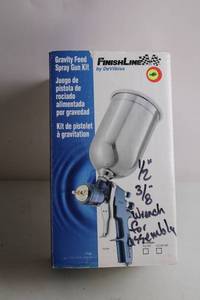 Gravity Feed
Spray Gun Kit
FINISHLINE
by DeVilbiss
Juego de
pistola de
rociado
alimentada
por gravedad
Kit de pistolet
à gravitation
1/2"
3/8"
Wrench
for
assembly